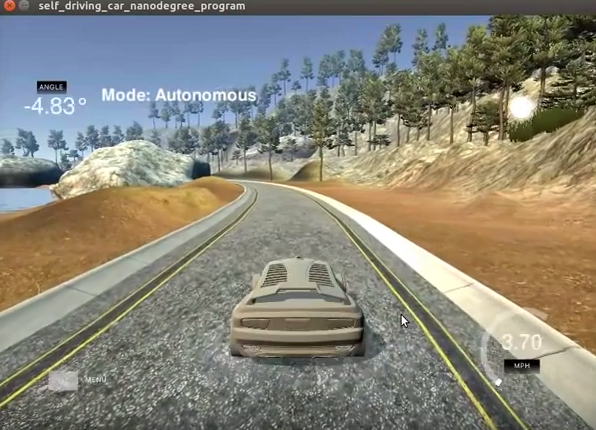 self_driving_car_nanodegree_program
ANGLE
-4.83°
Mode: Autonomous
3.70
MPH
MENU